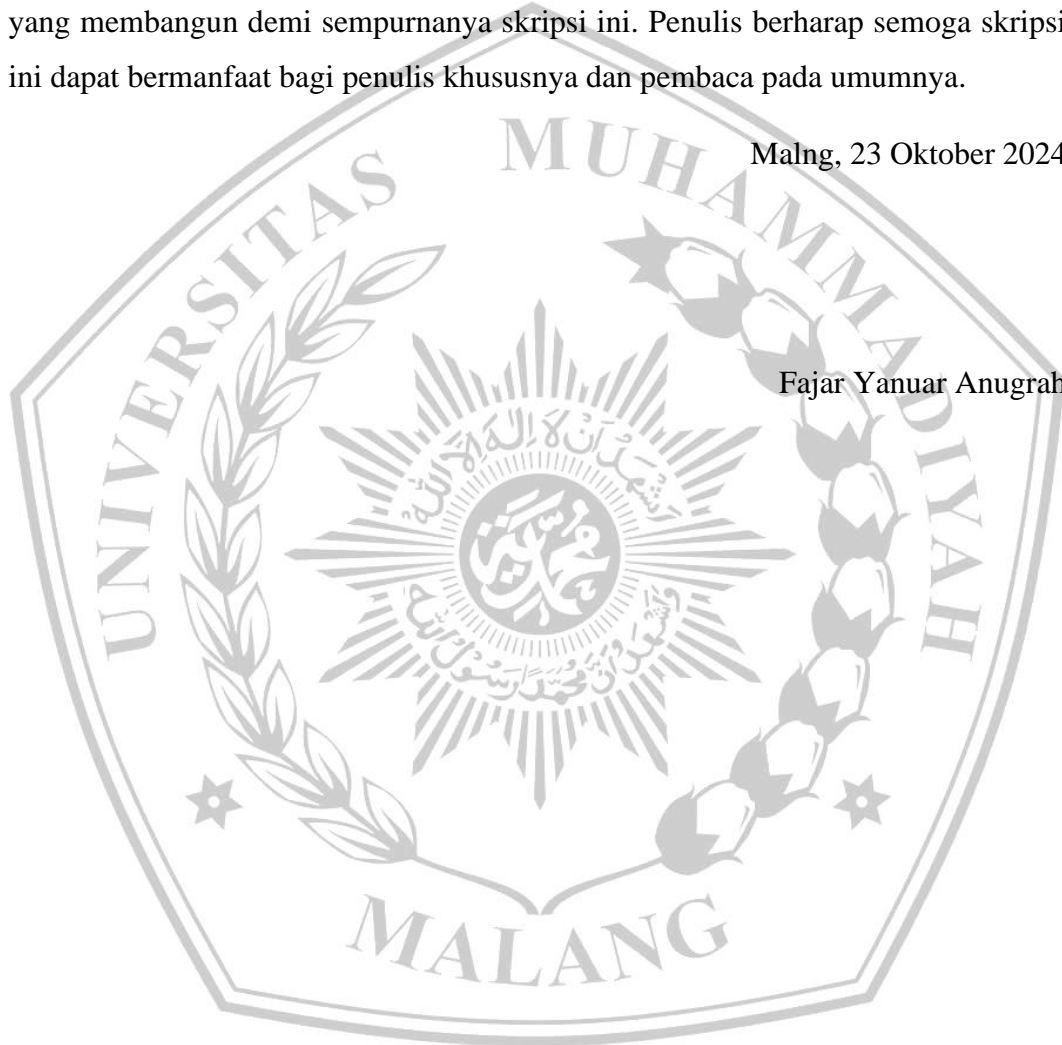 yang membangun demi sempurnanya skripsi ini. Penulis berharap semoga skripsi
ini dapat bermanfaat bagi penulis khususnya dan pembaca pada umumnya.
Malng, 23 Oktober 2024
Fajar Yanuar Anugrah
UNIVERSITAS MUHAMMADIYAH
MALANG